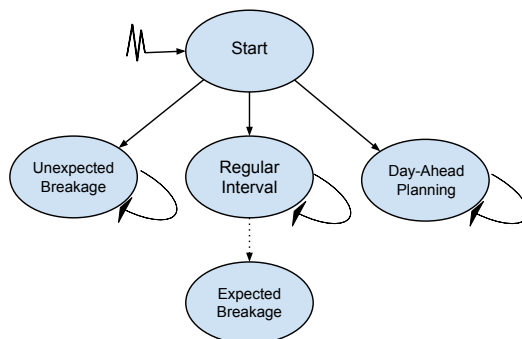 Start
Unexpected
Breakage
Regular
Interval
Day-Ahead
Planning
Expected
Breakage